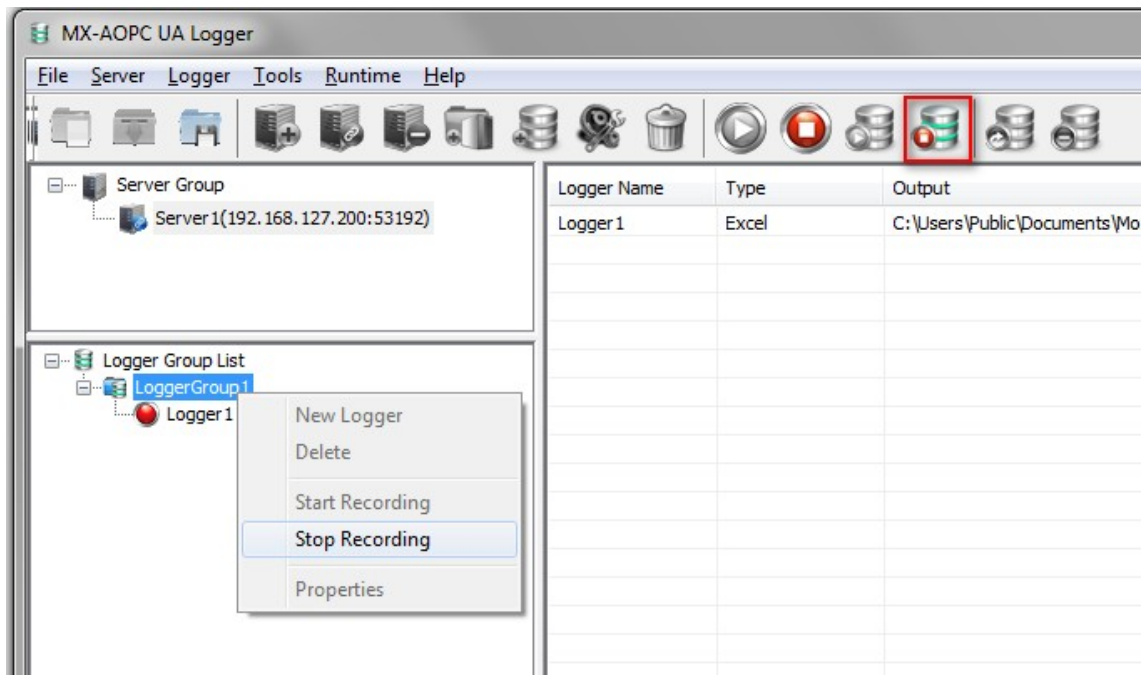 MX-AOPC UA Logger
File Server Logger Tools Runtime Help
Server Group
Server1(192.168.127.200:53192)
Logger Name Type Output
Logger1 Excel C:\Users\Public\Documents\Mo
Logger Group List
LoggerGroup1
Logger1
New Logger
Delete
Start Recording
Stop Recording
Properties